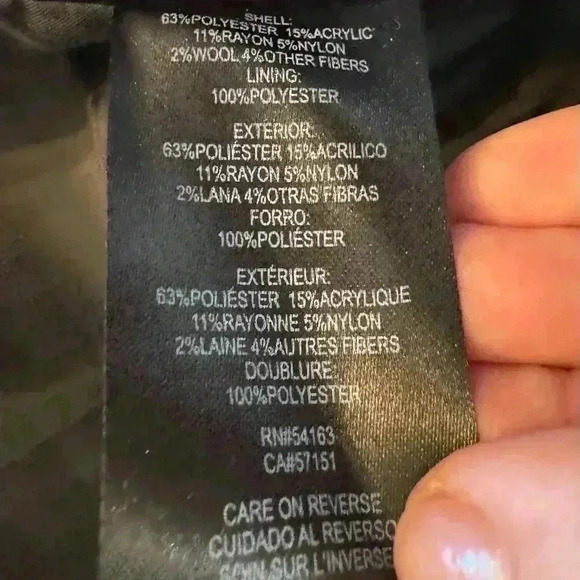 SHELL:
63%POLYESTER 15%ACRYLIC
11%RAYON 5%NYLON
2%WOOL 4%OTHER FIBERS
LINING:
100%POLYESTER
EXTERIOR:
63%POLIÉSTER 15%ACRILICO
11%RAYON 5%NYLON
2%LANA 4%OTRAS FIBRAS
FORRO:
100%POLIÉSTER
EXTÉRIEUR:
63%POLIÉSTER 15%ACRYLIQUE
11%RAYONNE 5%NYLON
2%LAINE 4%AUTRES FIBERS
DOUBLURE:
100%POLYESTER
RN#54163
CA#57151
CARE ON REVERSE
CUIDADO AL REVERSO
SOIN SUR L'INVERSE